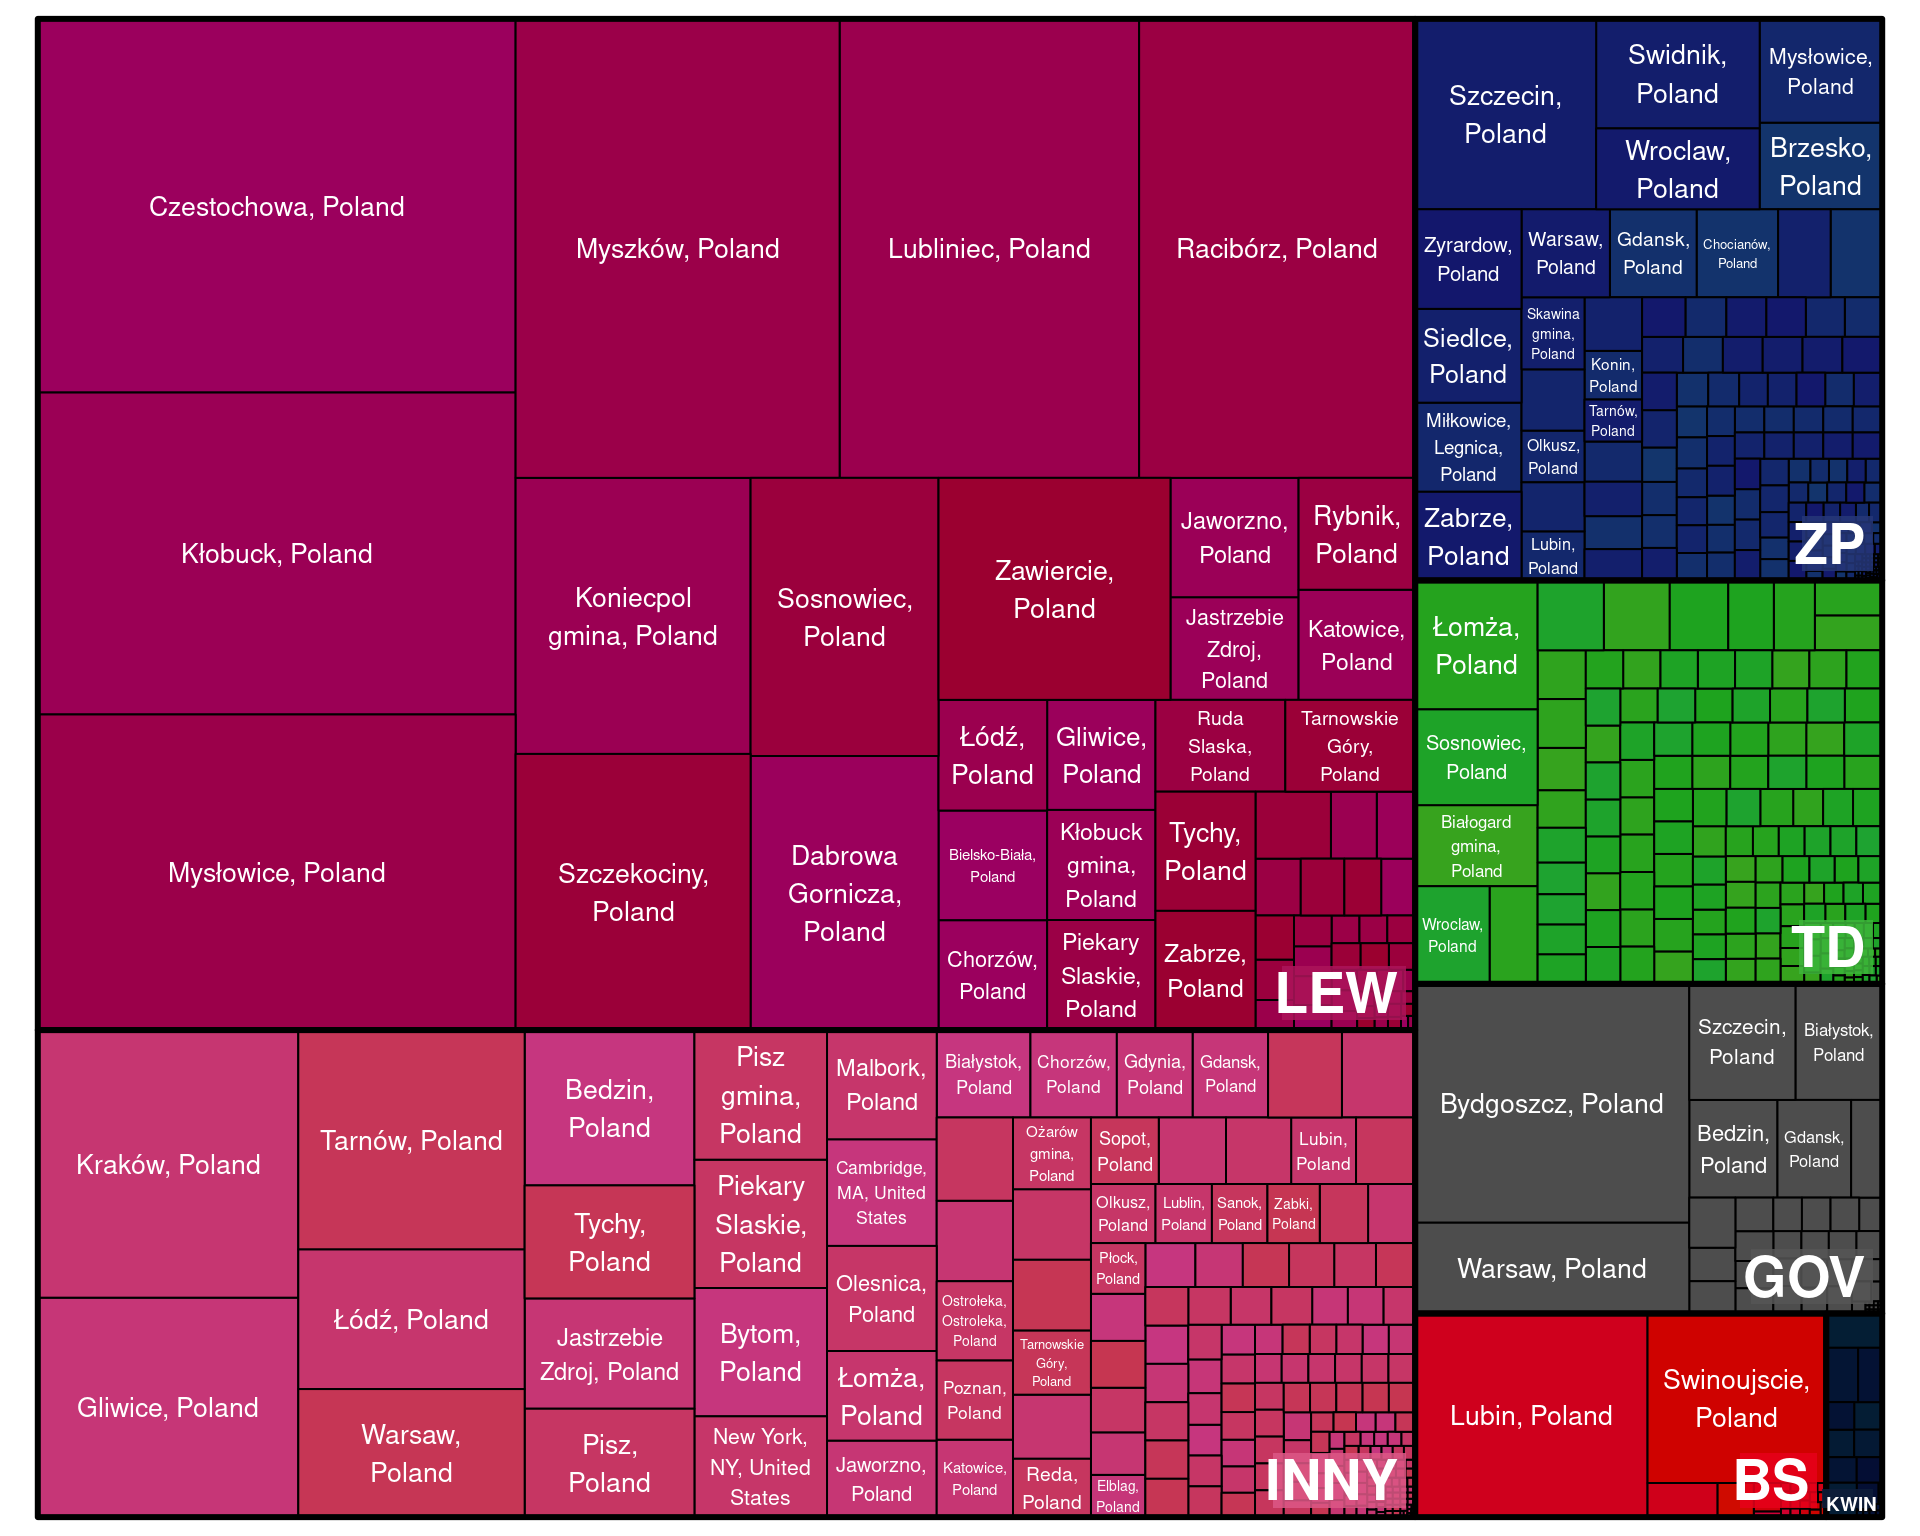 Czestochowa, Poland
Kłobuck, Poland
Mysłowice, Poland
Myszków, Poland
Lubliniec, Poland
Racibórz, Poland
Koniecpol
gmina, Poland
Szczekociny,
Poland
Sosnowiec,
Poland
Dabrowa
Gornicza,
Poland
Zawiercie,
Poland
Jaworzno,
Poland
Jastrzebie
Zdroj,
Poland
Rybnik,
Poland
Katowice,
Poland
Łódź,
Poland
Bielsko-Biała,
Poland
Chorzów,
Poland
Gliwice,
Poland
Kłobuck
gmina,
Poland
Piekary
Slaskie,
Poland
Ruda
Slaska,
Poland
Tarnowskie
Góry,
Poland
Tychy,
Poland
Zabrze,
Poland
LEW
Kraków, Poland
Gliwice, Poland
Tarnów, Poland
Łódź, Poland
Warsaw,
Poland
Bedzin,
Poland
Tychy,
Poland
Jastrzebie
Zdroj, Poland
Pisz,
Poland
Pisz
gmina,
Poland
Piekary
Slaskie,
Poland
Bytom,
Poland
New York,
NY, United
States
Malbork,
Poland
Cambridge,
MA, United
States
Olesnica,
Poland
Łomża,
Poland
Jaworzno,
Poland
Białystok,
Poland
Chorzów,
Poland
Gdynia,
Poland
Gdansk,
Poland
Ostrołeka,
Ostroleka,
Poland
Poznan,
Poland
Katowice,
Poland
Ożarów
gmina,
Poland
Tarnowskie
Góry,
Poland
Reda,
Poland
Sopot,
Poland
Lubin,
Poland
Olkusz,
Poland
Lublin,
Poland
Sanok,
Poland
Zabki,
Poland
Płock,
Poland
Elblag,
Poland
INNY
Szczecin,
Poland
Swidnik,
Poland
Wroclaw,
Poland
Mysłowice,
Poland
Brzesko,
Poland
Zyrardow,
Poland
Siedlce,
Poland
Miłkowice,
Legnica,
Poland
Zabrze,
Poland
Warsaw,
Poland
Gdansk,
Poland
Chocianów,
Poland
Skawina
gmina,
Poland
Olkusz,
Poland
Lubin,
Poland
Konin,
Poland
Tarnów,
Poland
ZP
Łomża,
Poland
Sosnowiec,
Poland
Białogard
gmina,
Poland
Wroclaw,
Poland
TD
Bydgoszcz, Poland
Warsaw, Poland
Szczecin,
Poland
Białystok,
Poland
Bedzin,
Poland
Gdansk,
Poland
GOV
Lubin, Poland
Swinoujscie,
Poland
BS
KWIN